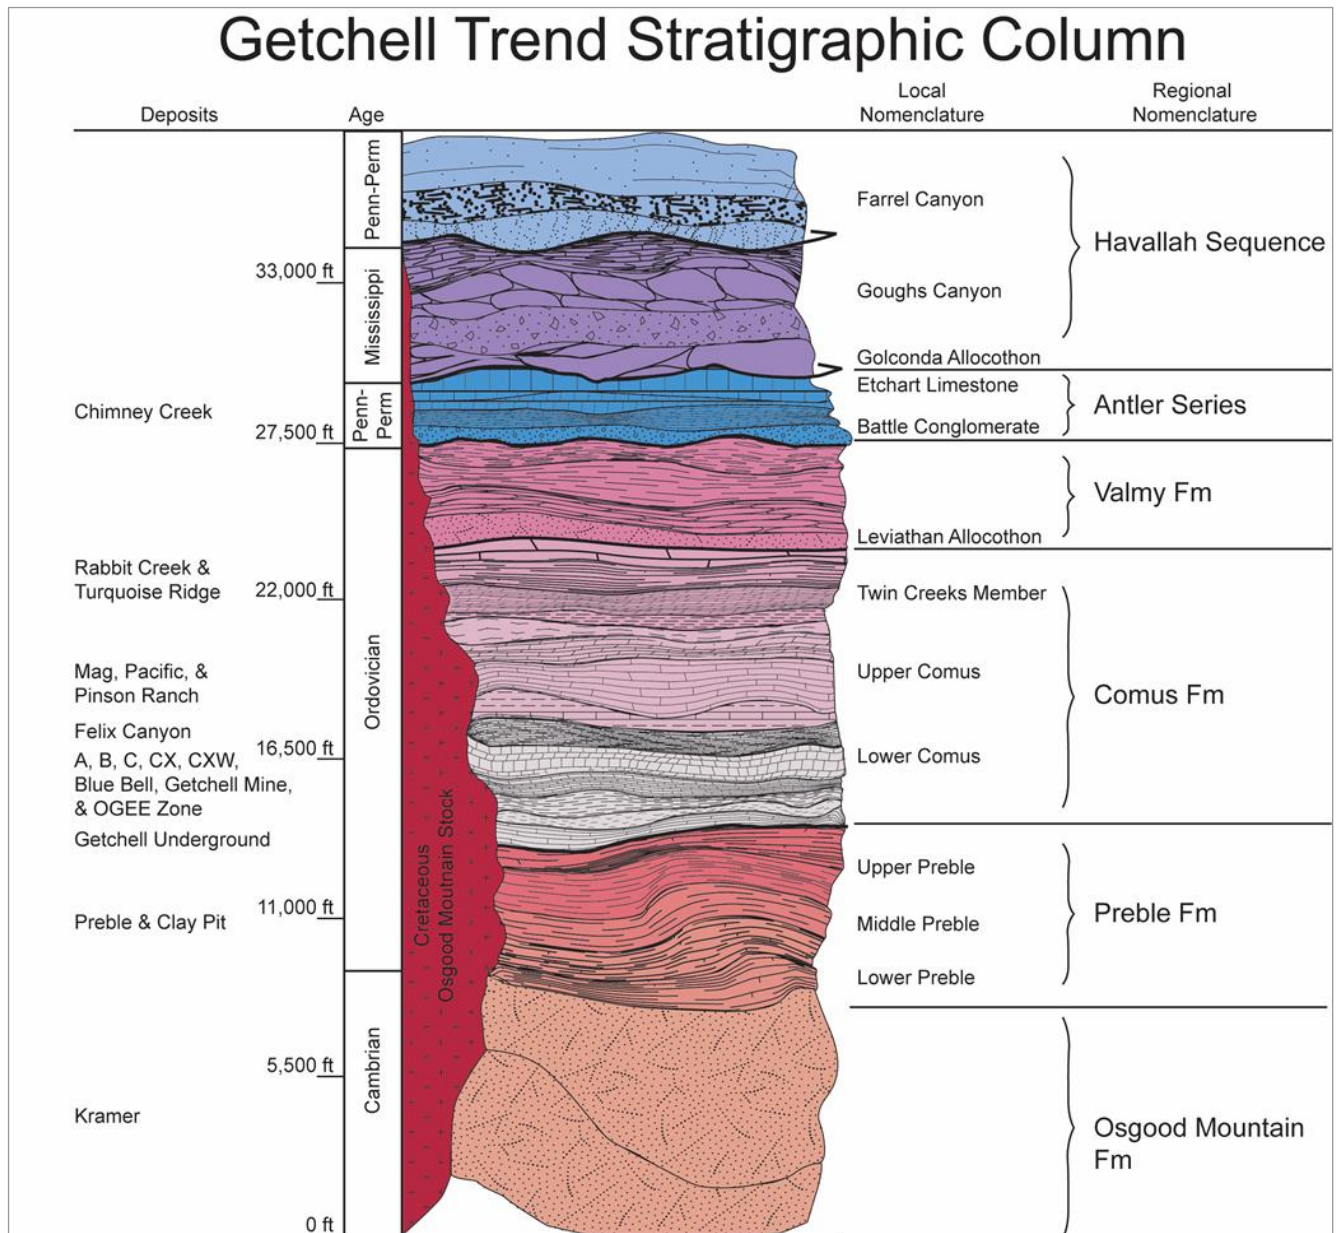 Getchell Trend Stratigraphic Column
Deposits
Age
Local
Nomenclature
Regional
Nomenclature
Penn-Perm
Farrel Canyon
Havallah Sequence
33,000 ft
Mississippi
Goughs Canyon
Golconda Allocothon
Etchart Limestone
Chimney Creek
Penn-
Perm
Antler Series
27,500 ft
Battle Conglomerate
Valmy Fm
Leviathan Allocothon
Rabbit Creek &
Turquoise Ridge
22,000 ft
Twin Creeks Member
Mag, Pacific, &
Pinson Ranch
Ordovician
Upper Comus
Comus Fm
Felix Canyon
16,500 ft
Lower Comus
A, B, C, CX, CXW,
Blue Bell, Getchell Mine,
& OGEE Zone
Getchell Underground
Cretaceous
Osgood Moutnain Stock
Upper Preble
Preble & Clay Pit
11,000 ft
Middle Preble
Preble Fm
Lower Preble
5,500 ft
Cambrian
Kramer
Osgood Mountain
Fm
0 ft